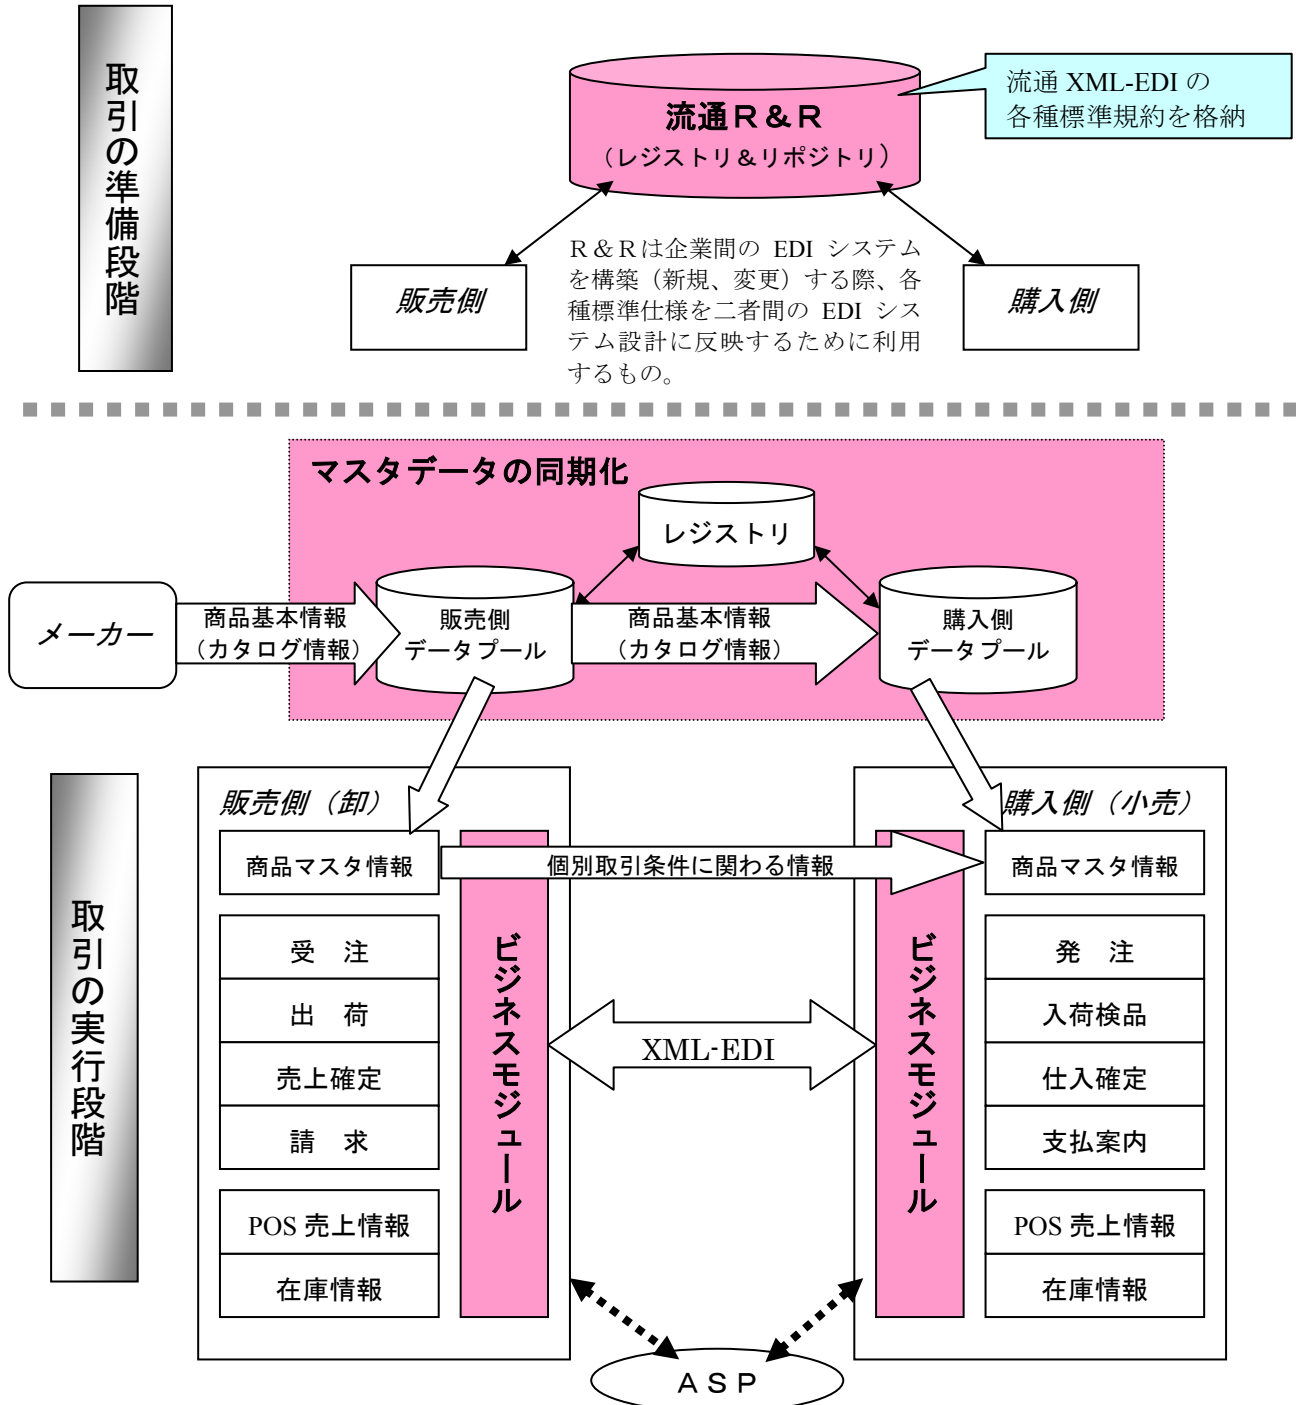 取引の準備段階
流通Ｒ＆Ｒ
（レジストリ＆リポジトリ）
流通 XML-EDI の
各種標準規約を格納
販売側
購入側
Ｒ＆Ｒは企業間の EDI システム
を構築（新規、変更）する際、各
種標準仕様を二者間の EDI シス
テム設計に反映するために利用
するもの。
マスタデータの同期化
レジストリ
メーカー
商品基本情報
（カタログ情報）
販売側
データプール
商品基本情報
（カタログ情報）
購入側
データプール
取引の実行段階
販売側（卸）
商品マスタ情報
受　注
出　荷
売上確定
請　求
POS 売上情報
在庫情報
ビジネスモジュール
個別取引条件に関わる情報
XML-EDI
ビジネスモジュール
購入側（小売）
商品マスタ情報
発　注
入荷検品
仕入確定
支払案内
POS 売上情報
在庫情報
ＡＳＰ